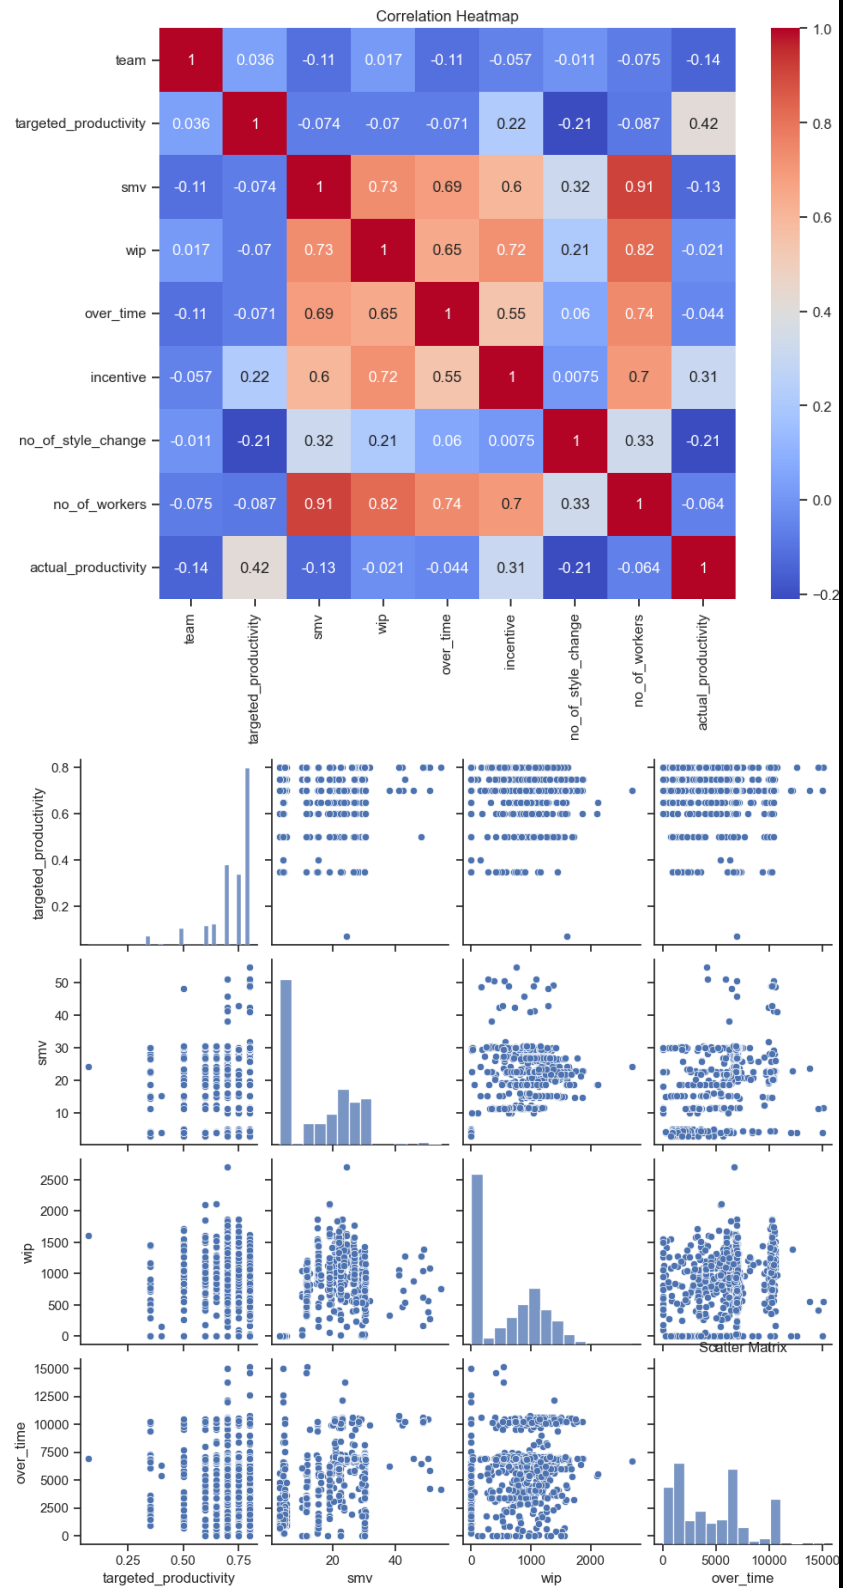 Correlation Heatmap
team 1 0.036 -0.11 0.017 -0.11 -0.057 -0.011 -0.075 -0.14
targeted_productivity 0.036 1 -0.074 -0.07 -0.071 0.22 -0.21 -0.087 0.42
smv -0.11 -0.074 1 0.73 0.69 0.6 0.32 0.91 -0.13
wip 0.017 -0.07 0.73 1 0.65 0.72 0.21 0.82 -0.021
over_time -0.11 -0.071 0.69 0.65 1 0.55 0.06 0.74 -0.044
incentive -0.057 0.22 0.6 0.72 0.55 1 0.0075 0.7 0.31
no_of_style_change -0.011 -0.21 0.32 0.21 0.06 0.0075 1 0.33 -0.21
no_of_workers -0.075 -0.087 0.91 0.82 0.74 0.7 0.33 1 -0.064
actual_productivity -0.14 0.42 -0.13 -0.021 -0.044 0.31 -0.21 -0.064 1
team targeted_productivity smv wip over_time incentive no_of_style_change no_of_workers actual_productivity
1.0
0.8
0.6
0.4
0.2
0.0
−0.2
targeted_productivity
0.8
0.6
0.4
0.2
smv
50
40
30
20
10
wip
2500
2000
1500
1000
500
0
Scatter Matrix
over_time
15000
12500
10000
7500
5000
2500
0
0.25 0.50 0.75 20 40 0 1000 2000 0 5000 10000 15000
targeted_productivity smv wip over_time